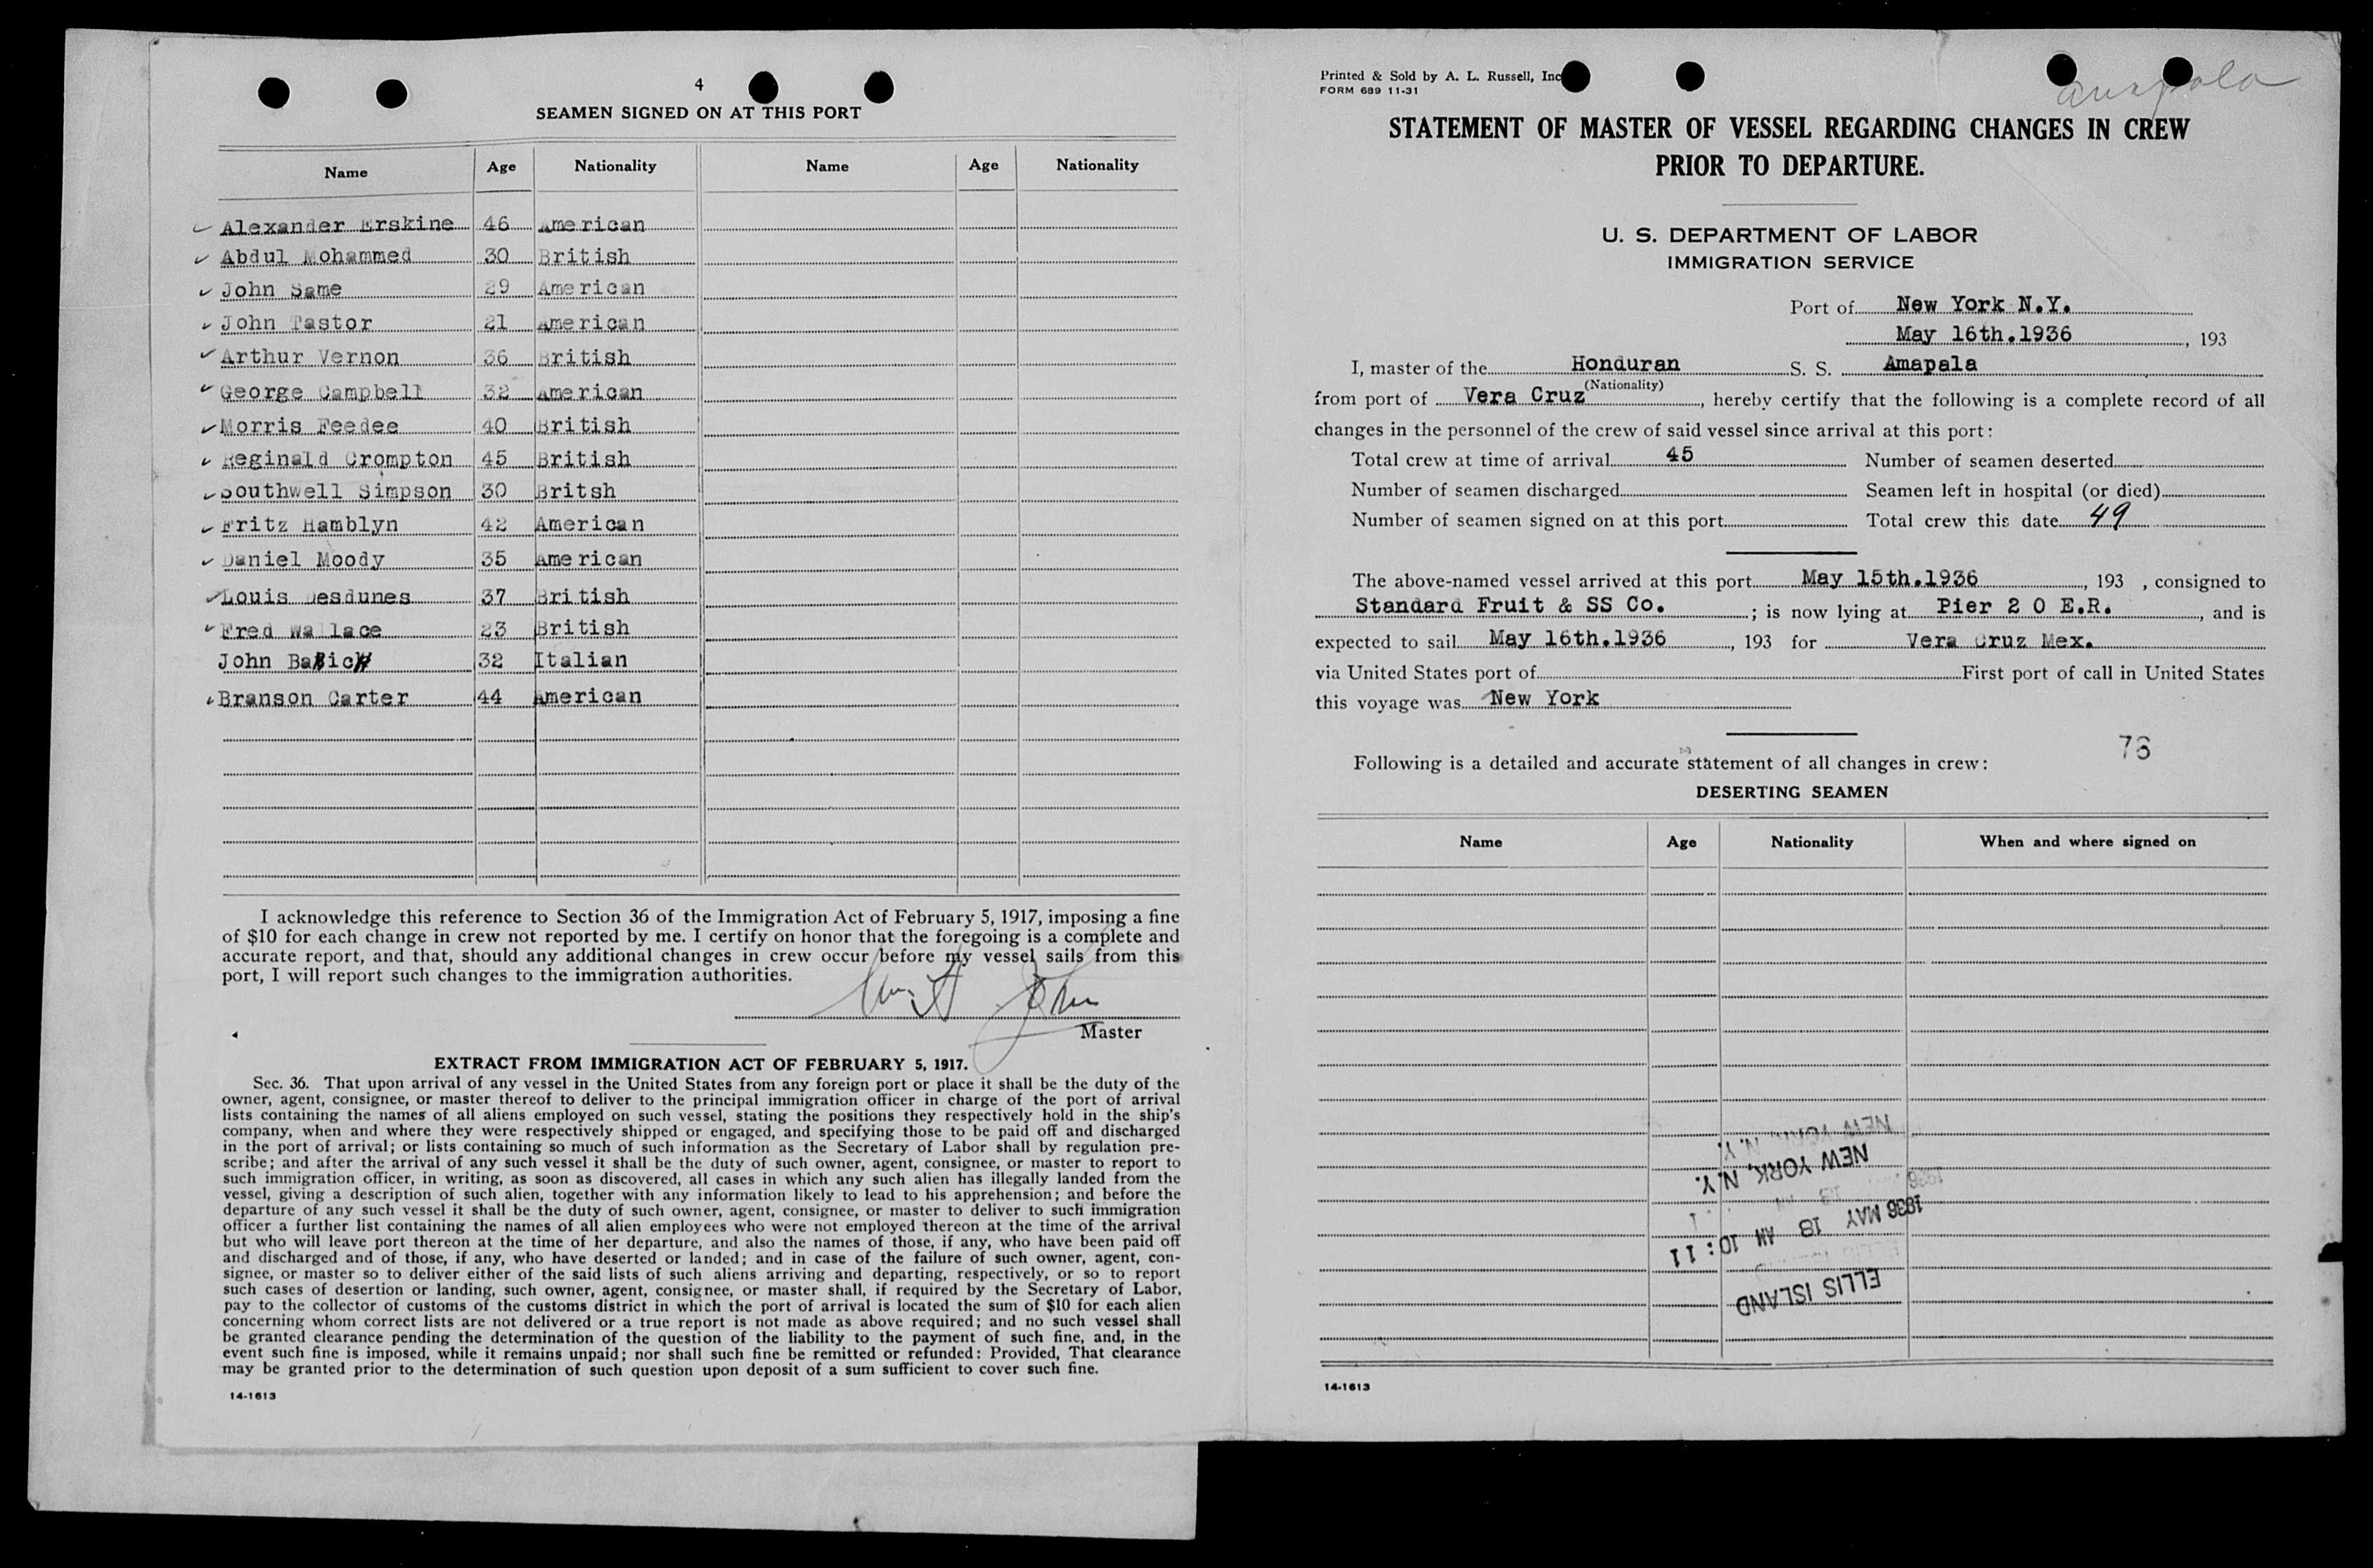 4
SEAMEN SIGNED ON AT THIS PORT
Name Age Nationality Name Age Nationality
Alexander Erskine 46 American
Abdul Mohammed 30 British
John Same 29 American
John Tastor 21 American
Arthur Vernon 36 British
George Campbell 32 American
Morris Feedee 40 British
Reginald Crompton 45 British
Southwell Simpson 30 Britsh
Fritz Hamblyn 42 American
Daniel Moody 35 American
Louis Desdunes 37 British
Fred Wallace 23 British
John 32 Italian
Branson Carter 44 American
I acknowledge this reference to Section 36 of the Immigration Act of February 5, 1917, imposing a fine
of $10 for each change in crew not reported by me. I certify on honor that the foregoing is a complete and
accurate report, and that, should any additional changes in crew occur before my vessel sails from this
port, I will report such changes to the immigration authorities.
Master
EXTRACT FROM IMMIGRATION ACT OF FEBRUARY 5, 1917.
Sec. 36. That upon arrival of any vessel in the United States from any foreign port or place it shall be the duty of the
owner, agent, consignee, or master thereof to deliver to the principal immigration officer in charge of the port of arrival
lists containing the names of all aliens employed on such vessel, stating the positions they respectively hold in the ship's
company, when and where they were respectively shipped or engaged, and specifying those to be paid off and discharged
in the port of arrival; or lists containing so much of such information as the Secretary of Labor shall by regulation pre-
scribe; and after the arrival of any such vessel it shall be the duty of such owner, agent, consignee, or master to report to
such immigration officer, in writing, as soon as discovered, all cases in which any such alien has illegally landed from the
vessel, giving a description of such alien, together with any information likely to lead to his apprehension; and before the
departure of any such vessel it shall be the duty of such owner, agent, consignee, or master to deliver to such immigration
officer a further list containing the names of all alien employees who were not employed thereon at the time of the arrival
but who will leave port thereon at the time of her departure, and also the names of those, if any, who have been paid off
and discharged and of those, if any, who have deserted or landed; and in case of the failure of such owner, agent, con-
signee, or master so to deliver either of the said lists of such aliens arriving and departing, respectively, or so to report
such cases of desertion or landing, such owner, agent, consignee, or master shall, if required by the Secretary of Labor,
pay to the collector of customs of the customs district in which the port of arrival is located the sum of $10 for each alien
concerning whom correct lists are not delivered or a true report is not made as above required; and no such vessel shall
be granted clearance pending the determination of the question of the liability to the payment of such fine, and, in the
event such fine is imposed, while it remains unpaid; nor shall such fine be remitted or refunded: Provided, That clearance
may be granted prior to the determination of such question upon deposit of a sum sufficient to cover such fine.
14-1613
Printed & Sold by A. L. Russell, Inc
FORM 689 11-31
STATEMENT OF MASTER OF VESSEL REGARDING CHANGES IN CREW
PRIOR TO DEPARTURE.
U. S. DEPARTMENT OF LABOR
IMMIGRATION SERVICE
Port of New York N.Y.
May 16th.1936, 193
I, master of the Honduran S. S. Amapala
(Nationality)
from port of Vera Cruz, hereby certify that the following is a complete record of all
changes in the personnel of the crew of said vessel since arrival at this port:
Total crew at time of arrival 45 Number of seamen deserted
Number of seamen discharged Seamen left in hospital (or died)
Number of seamen signed on at this port Total crew this date 49
The above-named vessel arrived at this port May 15th.1936, 193 , consigned to
Standard Fruit & SS Co.; is now lying at Pier 2 0 E.R., and is
expected to sail May 16th.1936, 193 for Vera Cruz Mex.
via United States port of First port of call in United States
this voyage was New York
76
Following is a detailed and accurate statement of all changes in crew:
DESERTING SEAMEN
Name Age Nationality When and where signed on
ELLIS ISLAND
1936 MAY 18 AM 10:11
NEW YORK, N.Y.
14-1613